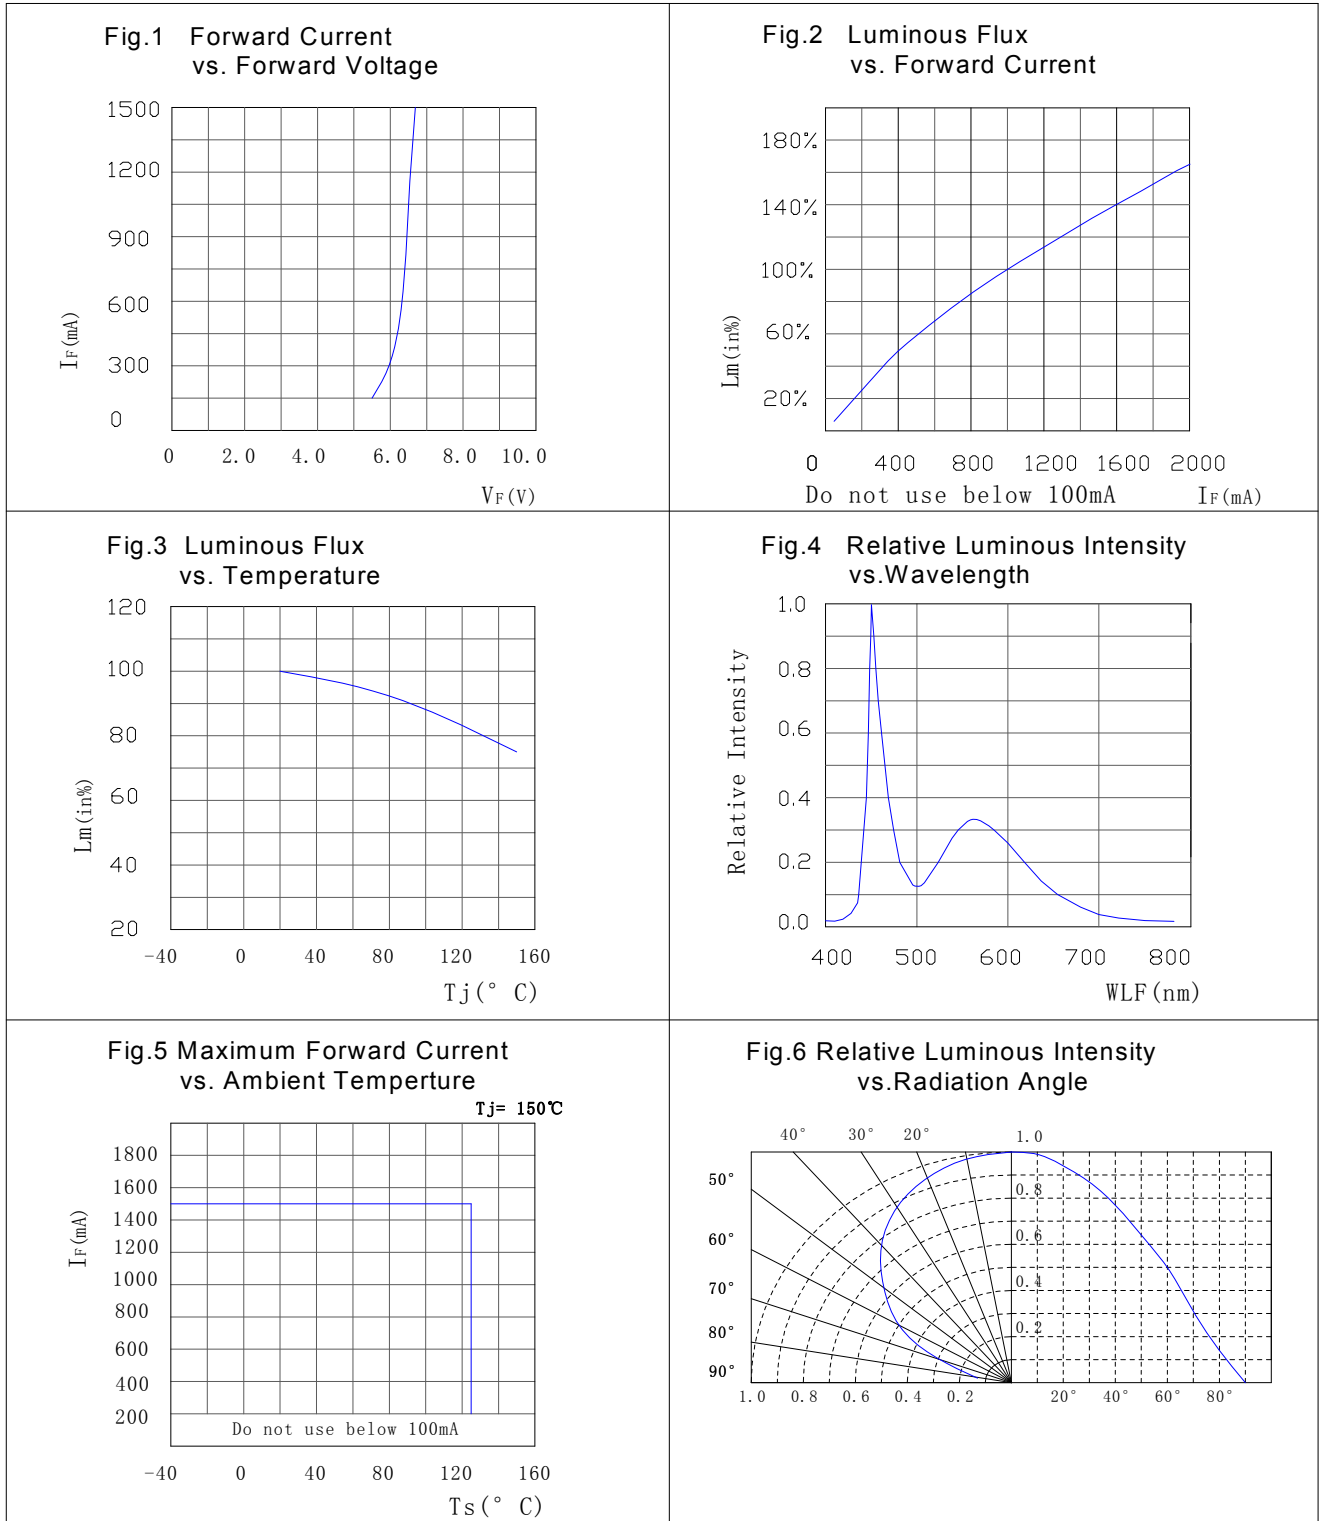 Fig.1 Forward Current
vs. Forward Voltage
1500
1200
900
600
300
0
IF(mA)
0 2.0 4.0 6.0 8.0 10.0
VF(V)
Fig.2 Luminous Flux
vs. Forward Current
180%
140%
100%
60%
20%
Lm(in%)
0 400 800 1200 1600 2000
Do not use below 100mA IF(mA)
Fig.3 Luminous Flux
vs. Temperature
120
100
80
60
40
20
Lm(in%)
-40 0 40 80 120 160
Tj(° C)
Fig.4 Relative Luminous Intensity
vs.Wavelength
1.0
0.8
0.6
0.4
0.2
0.0
Relative Intensity
400 500 600 700 800
WLF(nm)
Fig.5 Maximum Forward Current
vs. Ambient Temperture
Tj= 150℃
1800
1600
1400
1200
1000
800
600
400
200
IF(mA)
Do not use below 100mA
-40 0 40 80 120 160
Ts(° C)
Fig.6 Relative Luminous Intensity
vs.Radiation Angle
40° 30° 20° 1.0
50°
60°
70°
80°
90°
0.8
0.6
0.4
0.2
1.0 0.8 0.6 0.4 0.2 20° 40° 60° 80°